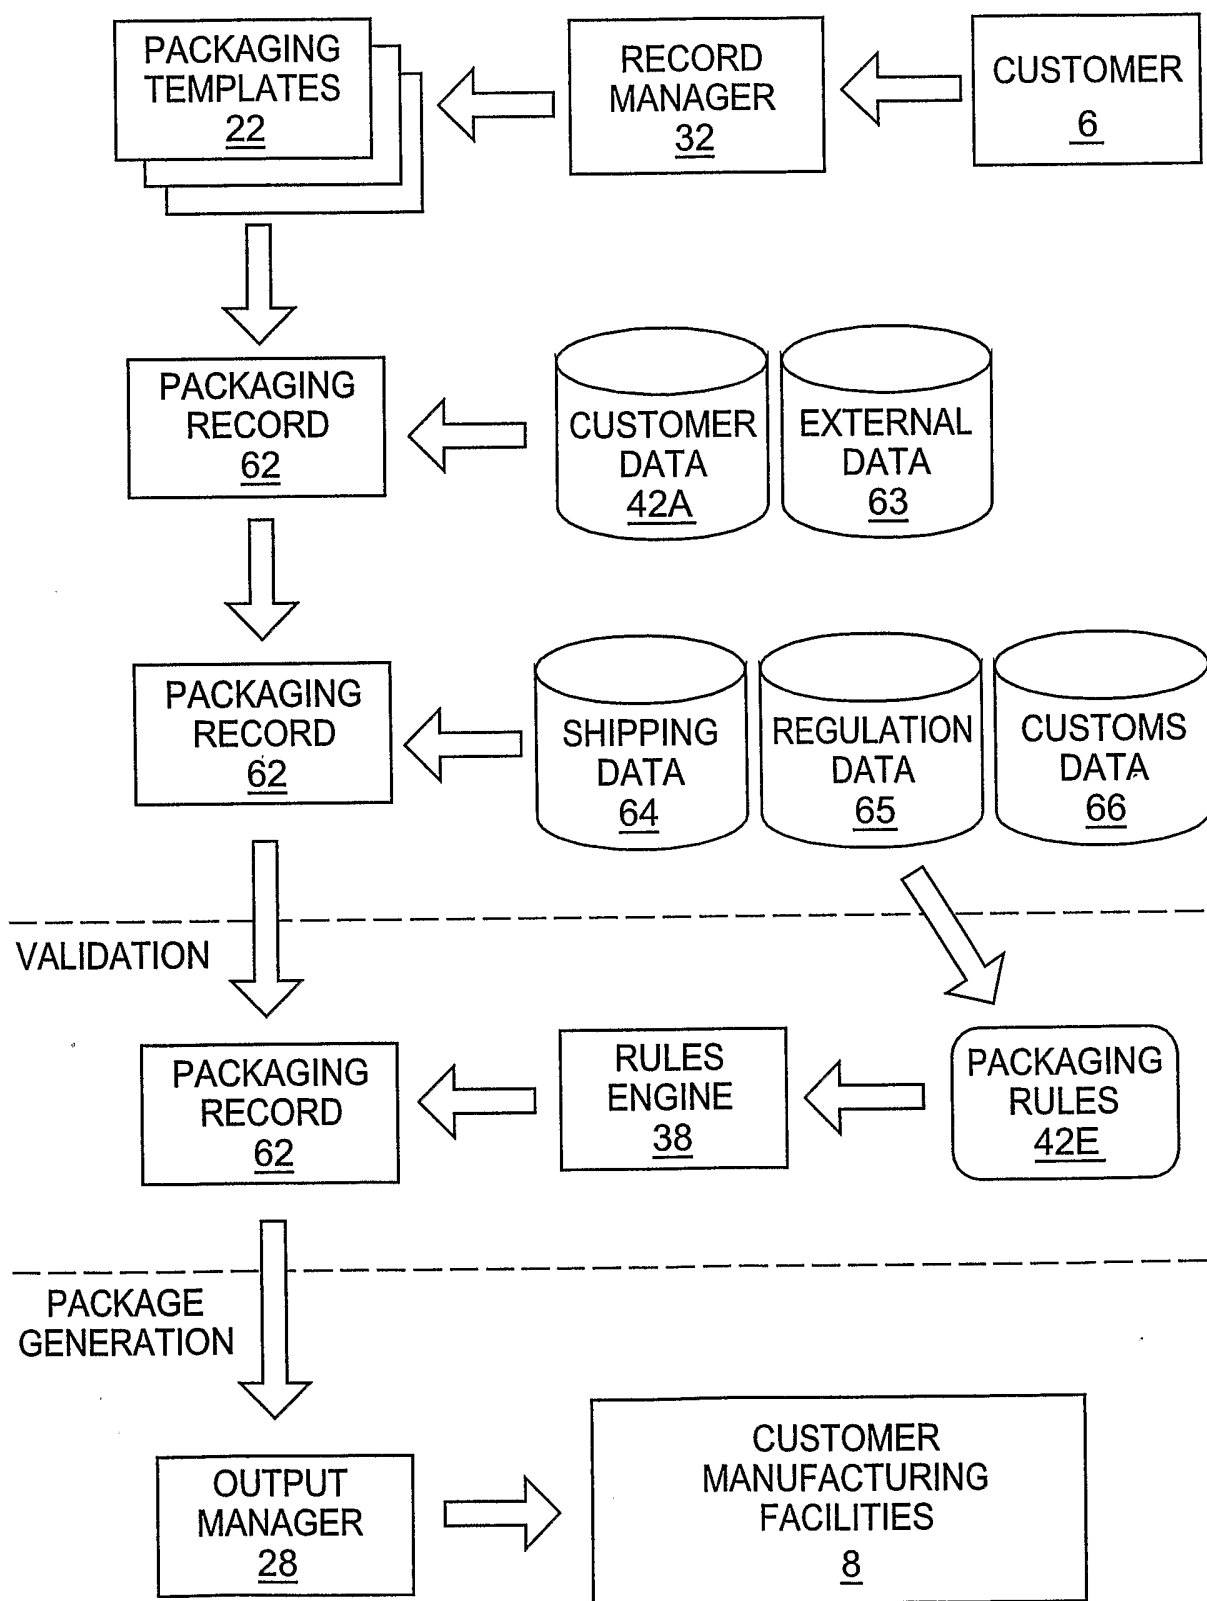 PACKAGING
TEMPLATES
22
RECORD
MANAGER
32
CUSTOMER
6
PACKAGING
RECORD
62
CUSTOMER
DATA
42A
EXTERNAL
DATA
63
PACKAGING
RECORD
62
SHIPPING
DATA
64
REGULATION
DATA
65
CUSTOMS
DATA
66
VALIDATION
PACKAGING
RECORD
62
RULES
ENGINE
38
PACKAGING
RULES
42E
PACKAGE
GENERATION
OUTPUT
MANAGER
28
CUSTOMER
MANUFACTURING
FACILITIES
8